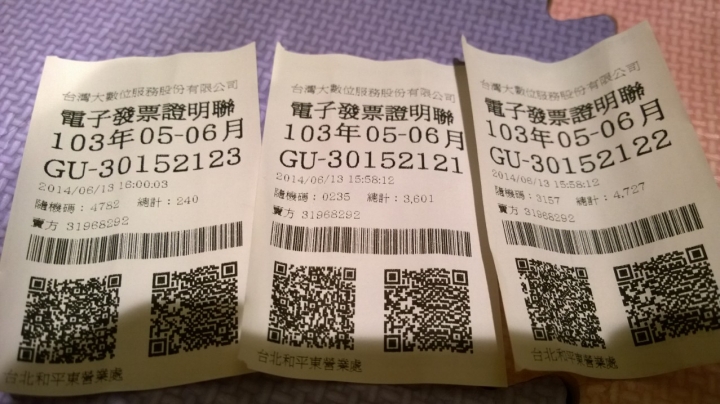 台灣大數位服務股份有限公司
電子發票證明聯
103年05-06月
GU-30152123
2014/06/13 16:00:03
隨機碼：4782 總計：240
賣方 31968292
台北和平東營業處
台灣大數位服務股份有限公司
電子發票證明聯
103年05-06月
GU-30152121
2014/06/13 15:58:12
隨機碼：0235 總計：3,601
賣方 31968292
台北和平東營業處
台灣大數位服務股份有限公司
電子發票證明聯
103年05-06月
GU-30152122
2014/06/13 15:58:12
隨機碼：3157 總計：4,727
賣方 31968292
台北和平東營業處